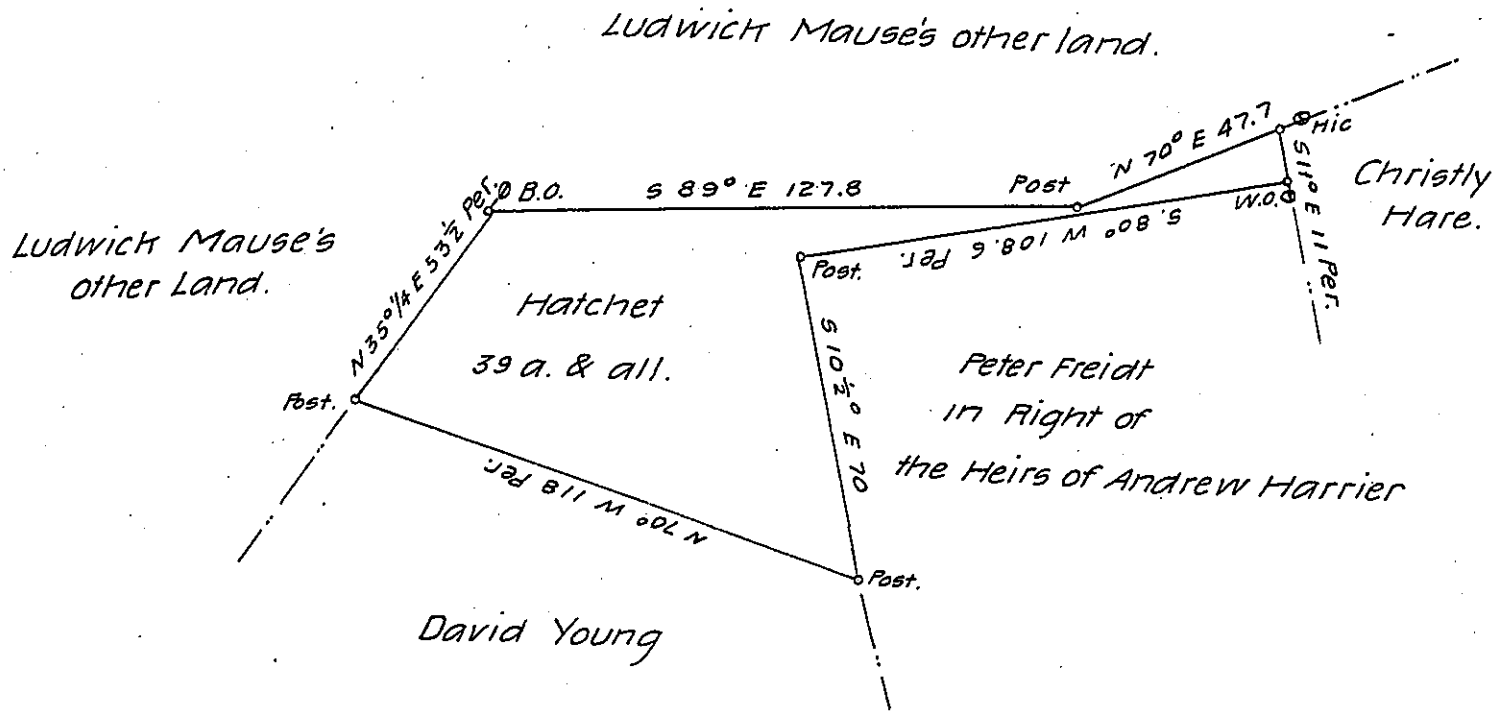 Ludwick Mause's other land.
N 70° E 47.7
Hic
S 11° E 11 Per.
Christly
Hare.
B.O.
S 89° E 127.8
Post
W.O.
S. 80° W 108.6 Per.
Post.
Ludwick Mause's
other Land.
N 35°¼ E 53½ Per.
Hatchet
39 a. & all.
S 10½° E 70
Peter Freidt
in Right of
the Heirs of Andrew Harrier
Post.
N 70° W 118 Per.
Post.
David Young